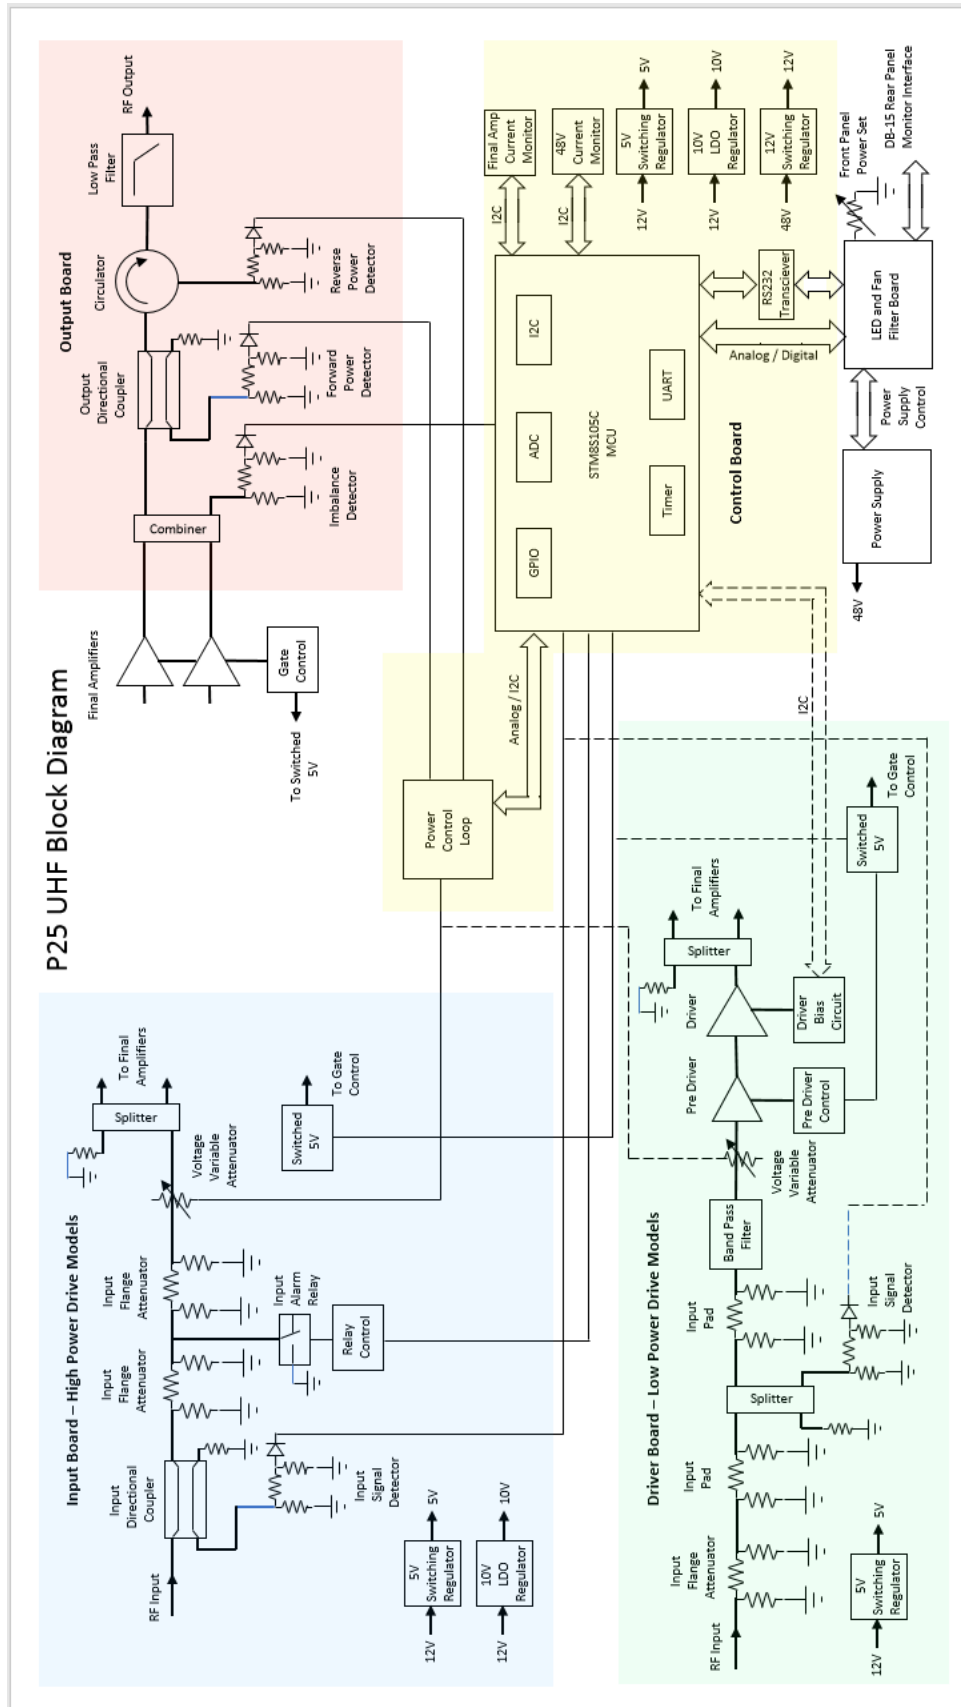 P25 UHF Block Diagram
Input Board – High Power Drive Models
RF Input
Input
Directional
Coupler
Input
Signal
Detector
Input
Flange
Attenuator
Input
Flange
Attenuator
Input
Alarm
Relay
Relay Control
Voltage
Variable
Attenuator
Splitter
To Final
Amplifiers
Switched
5V
To Gate
Control
12V
5V
Switching
Regulator
5V
12V
10V
LDO
Regulator
10V
Final Amplifiers
Gate
Control
To Switched
5V
Output Board
Combiner
Imbalance
Detector
Output
Directional
Coupler
Forward
Power
Detector
Circulator
Reverse
Power
Detector
Low Pass
Filter
RF Output
Power
Control
Loop
Analog / I2C
GPIO
ADC
I2C
STM8S105C
MCU
Timer
UART
Control Board
I2C
Final Amp
Current
Monitor
I2C
48V
Current
Monitor
12V
5V
Switching
Regulator
5V
12V
10V
LDO
Regulator
10V
48V
12V
Switching
Regulator
12V
RS232
Transciever
Analog / Digital
Front Panel
Power Set
DB-15 Rear Panel
Monitor Interface
LED and Fan
Filter Board
Power
Supply
Control
Power Supply
48V
Driver Board – Low Power Drive Models
RF Input
Input
Flange
Attenuator
Input
Pad
Splitter
Input
Signal
Detector
Input
Pad
Band Pass
Filter
Voltage
Variable
Attenuator
Pre Driver
Pre Driver
Control
Driver
Driver
Bias
Circuit
Splitter
To Final
Amplifiers
Switched
5V
To Gate
Control
I2C
12V
5V
Switching
Regulator
5V